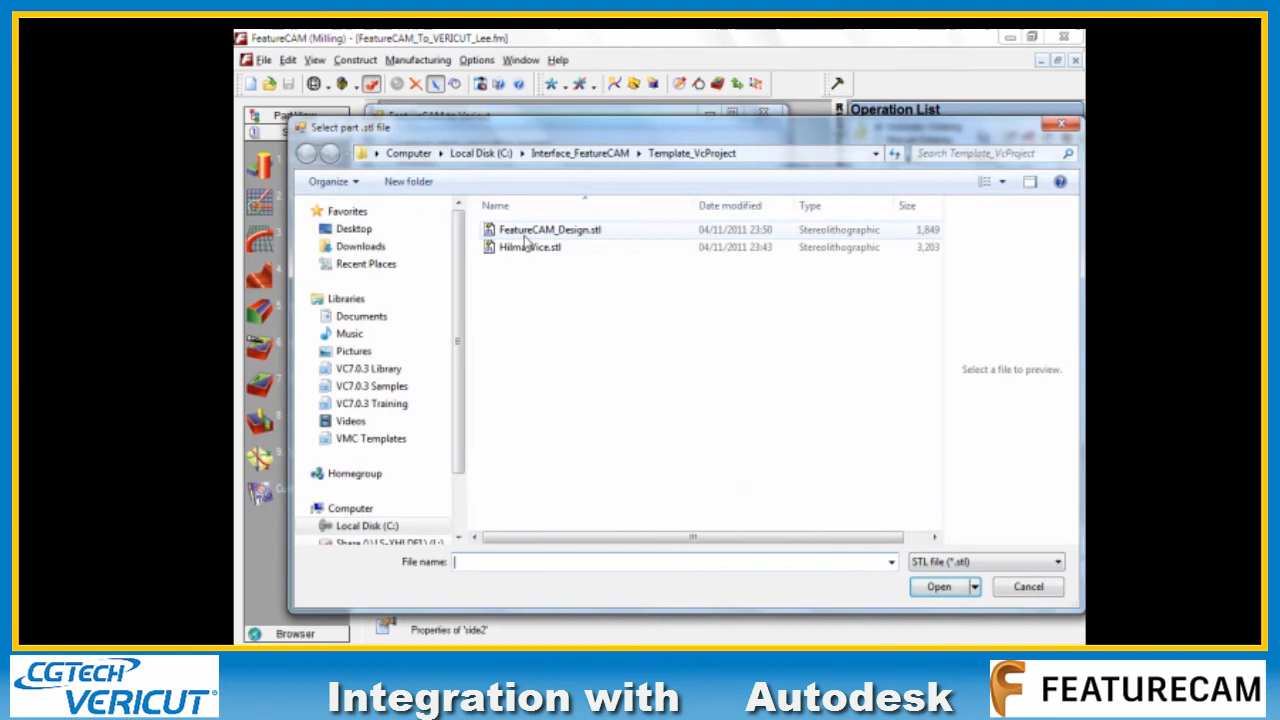 FeatureCAM (Milling) - [FeatureCAM_To_VERICUT_Lee.fm]
File Edit View Construct Manufacturing Options Window Help
Operation List
Select part .stl file
Computer Local Disk (C:) Interface_FeatureCAM Template_VcProject
Search Template_VcProject
Organize New folder
Name Date modified Type Size
FeatureCAM_Design.stl 04/11/2011 23:50 Stereolithographic 1,849
04/11/2011 23:43 Stereolithographic 3,203
Favorites
Desktop
Downloads
Recent Places
Libraries
Documents
Music
Pictures
VC7.0.3 Library
VC7.0.3 Samples
VC7.0.3 Training
Videos
VMC Templates
Homegroup
Computer
Local Disk (C:)
Select a file to preview.
File name: STL file (*.stl)
Open Cancel
Browser
Properties of 'side2'
CGTECH
VERICUT
Integration with Autodesk
FEATURECAM